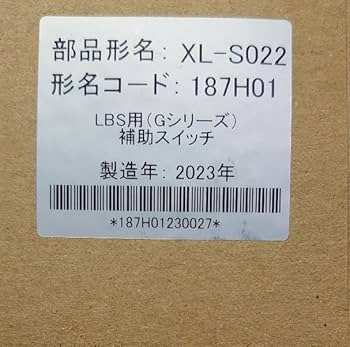 部品形名: XL-S022
形名コード: 187H01
LBS用(Gシリーズ)
補助スイッチ
製造年: 2023年
*187H01230027*